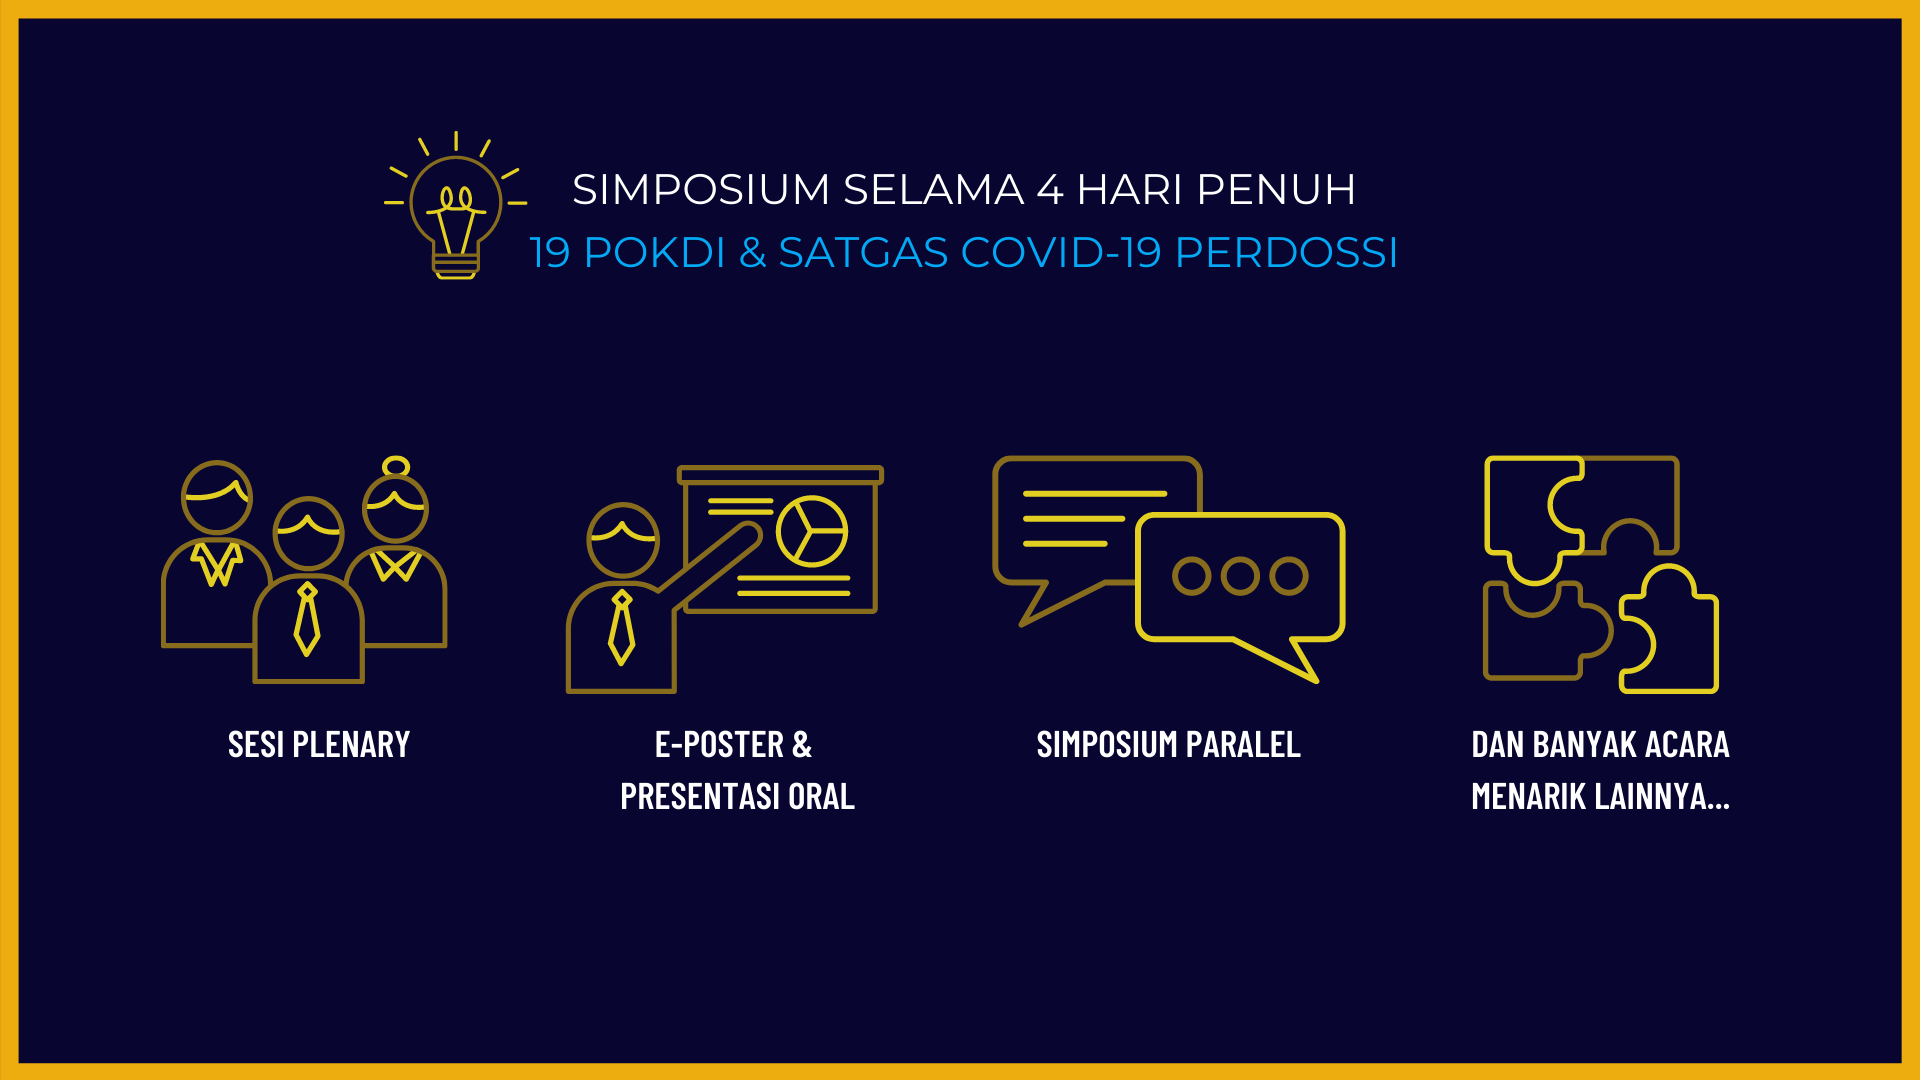 SIMPOSIUM SELAMA 4 HARI PENUH
19 POKDI & SATGAS COVID-19 PERDOSSI
SESI PLENARY
E-POSTER &
PRESENTASI ORAL
SIMPOSIUM PARALEL
DAN BANYAK ACARA
MENARIK LAINNYA...